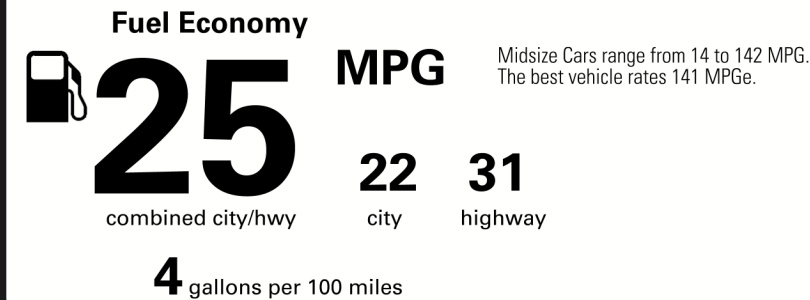 Fuel Economy
25 MPG
Midsize Cars range from 14 to 142 MPG.
The best vehicle rates 141 MPGe.
22 31
combined city/hwy city highway
4 gallons per 100 miles